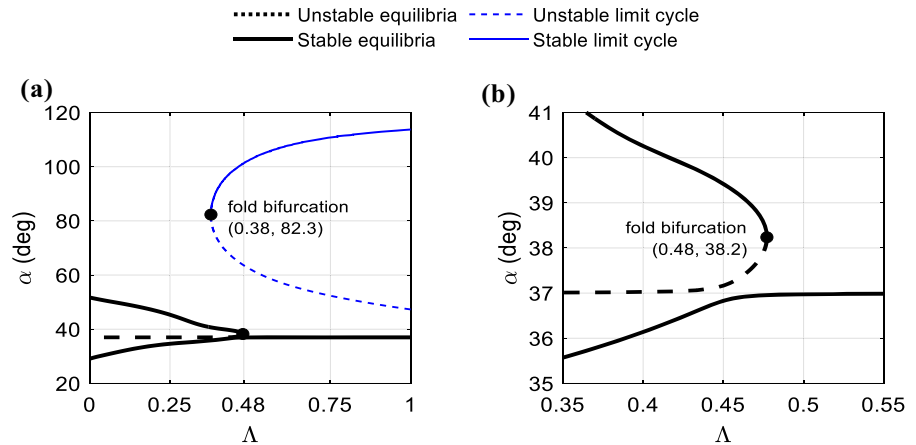 Unstable equilibria
Unstable limit cycle
Stable equilibria
Stable limit cycle
(a)
120
100
80
60
40
20
α (deg)
fold bifurcation
(0.38, 82.3)
0
0.25
0.48
0.75
1
Λ
(b)
41
40
39
38
37
36
35
α (deg)
fold bifurcation
(0.48, 38.2)
0.35
0.4
0.45
0.5
0.55
Λ